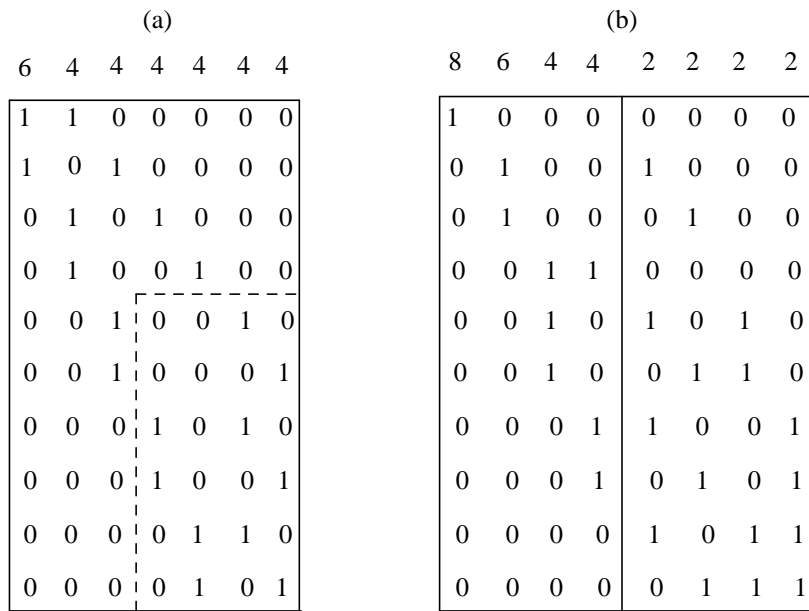 (a) (b)
6 4 4 4 4 4 4 8 6 4 4 2 2 2 2
1 1 0 0 0 0 0 1 0 0 0 0 0 0 0
1 0 1 0 0 0 0 0 1 0 0 1 0 0 0
0 1 0 1 0 0 0 0 1 0 0 0 1 0 0
0 1 0 0 1 0 0 0 0 1 1 0 0 0 0
0 0 1 0 0 1 0 0 0 1 0 1 0 1 0
0 0 1 0 0 0 1 0 0 1 0 0 1 1 0
0 0 0 1 0 1 0 0 0 0 1 1 0 0 1
0 0 0 1 0 0 1 0 0 0 1 0 1 0 1
0 0 0 0 1 1 0 0 0 0 0 1 0 1 1
0 0 0 0 1 0 1 0 0 0 0 0 1 1 1